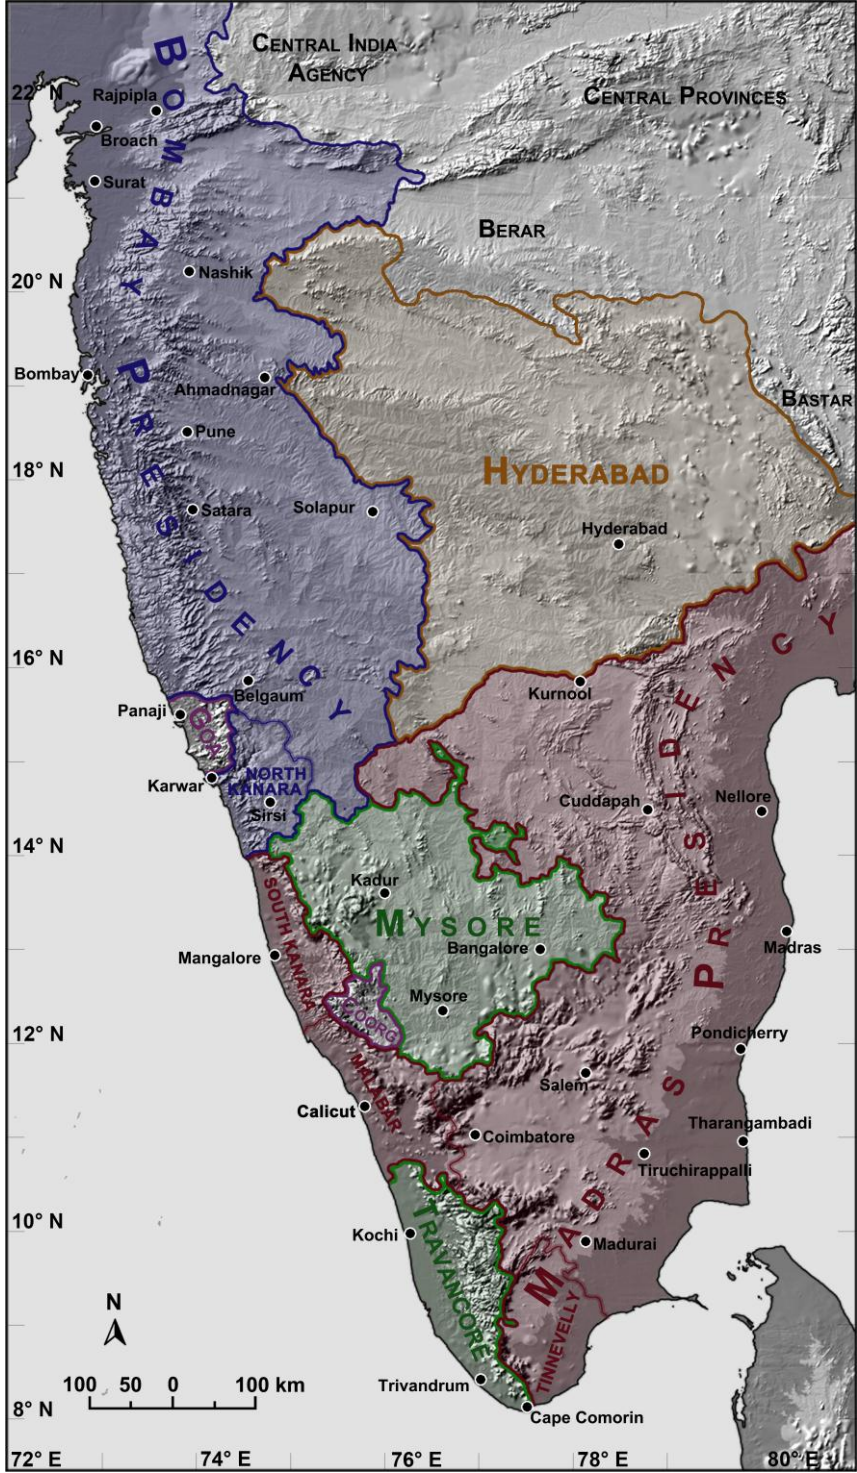 CENTRAL INDIA
AGENCY
CENTRAL PROVINCES
22° N
Rajpipla
Broach
Surat
BERAR
BOMBAY PRESIDENCY
20° N
Nashik
Bombay
Ahmadnagar
BASTAR
Pune
18° N
HYDERABAD
Satara
Solapur
Hyderabad
16° N
Belgaum
Kurnool
Panaji
GOA
Karwar
NORTH
KANARA
Sirsi
Cuddapah
Nellore
14° N
SOUTH KANARA
Kadur
MYSORE
Bangalore
Madras
Mangalore
COORG
Mysore
MADRAS PRESIDENCY
12° N
Pondicherry
MALABAR
Salem
Calicut
Coimbatore
Tharangambadi
Tiruchirappalli
10° N
Kochi
TRAVANCORE
Madurai
TINNEVELLY
N
100 50 0 100 km
Trivandrum
8° N
Cape Comorin
72° E
74° E
76° E
78° E
80° E